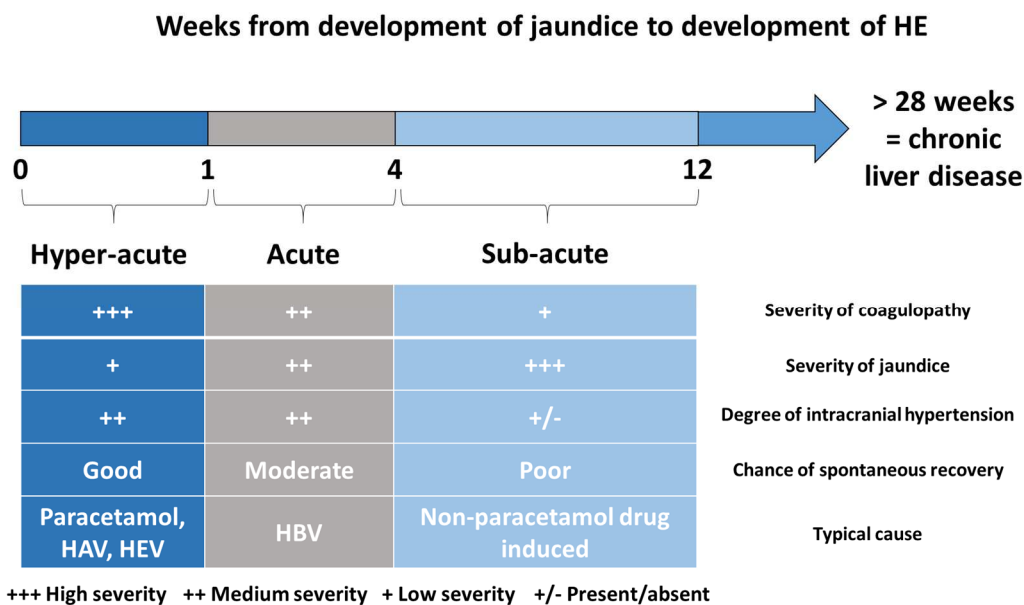 Weeks from development of jaundice to development of HE
> 28 weeks
= chronic
liver disease
0 1 4 12
Hyper-acute Acute Sub-acute
+++ ++ + Severity of coagulopathy
+ ++ +++ Severity of jaundice
++ ++ +/- Degree of intracranial hypertension
Good Moderate Poor Chance of spontaneous recovery
Paracetamol,
HAV, HEV
HBV
Non-paracetamol drug
induced
Typical cause
+++ High severity ++ Medium severity + Low severity +/- Present/absent